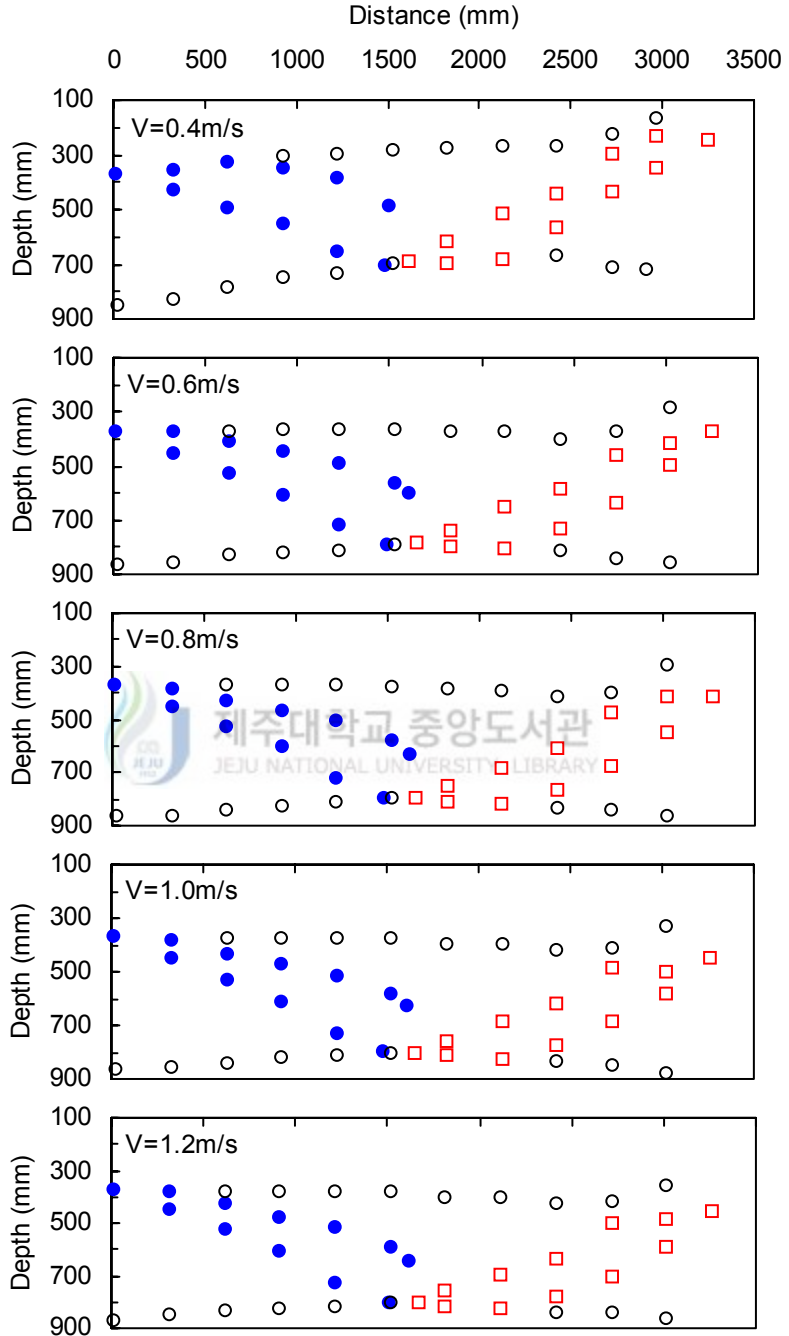 Distance (mm)
0 500 1000 1500 2000 2500 3000 3500
100
300
500
700
900
Depth (mm)
V=0.4m/s
100
300
500
700
900
Depth (mm)
V=0.6m/s
100
300
500
700
900
Depth (mm)
V=0.8m/s
제주대학교 중앙도서관
JEJU NATIONAL UNIVERSITY LIBRARY
JEJU
1952
100
300
500
700
900
Depth (mm)
V=1.0m/s
100
300
500
700
900
Depth (mm)
V=1.2m/s